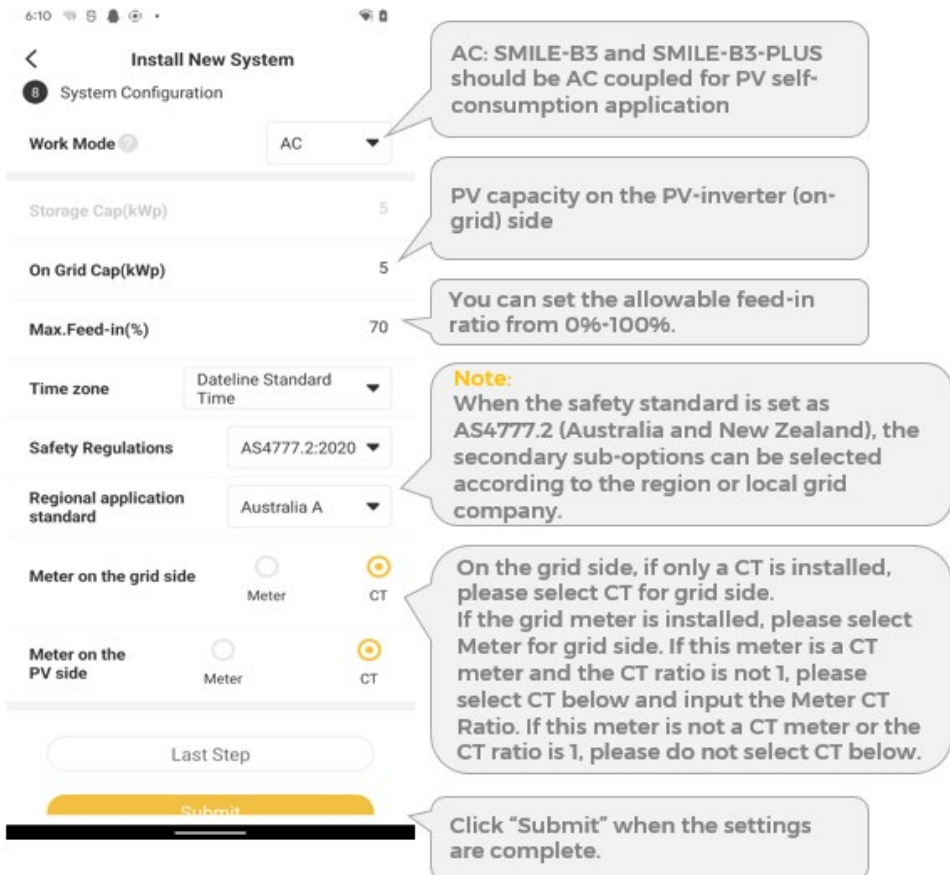 6:10
Install New System
8 System Configuration
Work Mode ? AC
Storage Cap(kWp) 5
On Grid Cap(kWp) 5
Max.Feed-in(%) 70
Time zone Dateline Standard
Time
Safety Regulations AS4777.2:2020
Regional application
standard Australia A
Meter on the grid side
Meter CT
Meter on the
PV side
Meter CT
Last Step
Submit
AC: SMILE-B3 and SMILE-B3-PLUS
should be AC coupled for PV self-
consumption application
PV capacity on the PV-inverter (on-
grid) side
You can set the allowable feed-in
ratio from 0%-100%.
Note:
When the safety standard is set as
AS4777.2 (Australia and New Zealand), the
secondary sub-options can be selected
according to the region or local grid
company.
On the grid side, if only a CT is installed,
please select CT for grid side.
If the grid meter is installed, please select
Meter for grid side. If this meter is a CT
meter and the CT ratio is not 1, please
select CT below and input the Meter CT
Ratio. If this meter is not a CT meter or the
CT ratio is 1, please do not select CT below.
Click “Submit” when the settings
are complete.